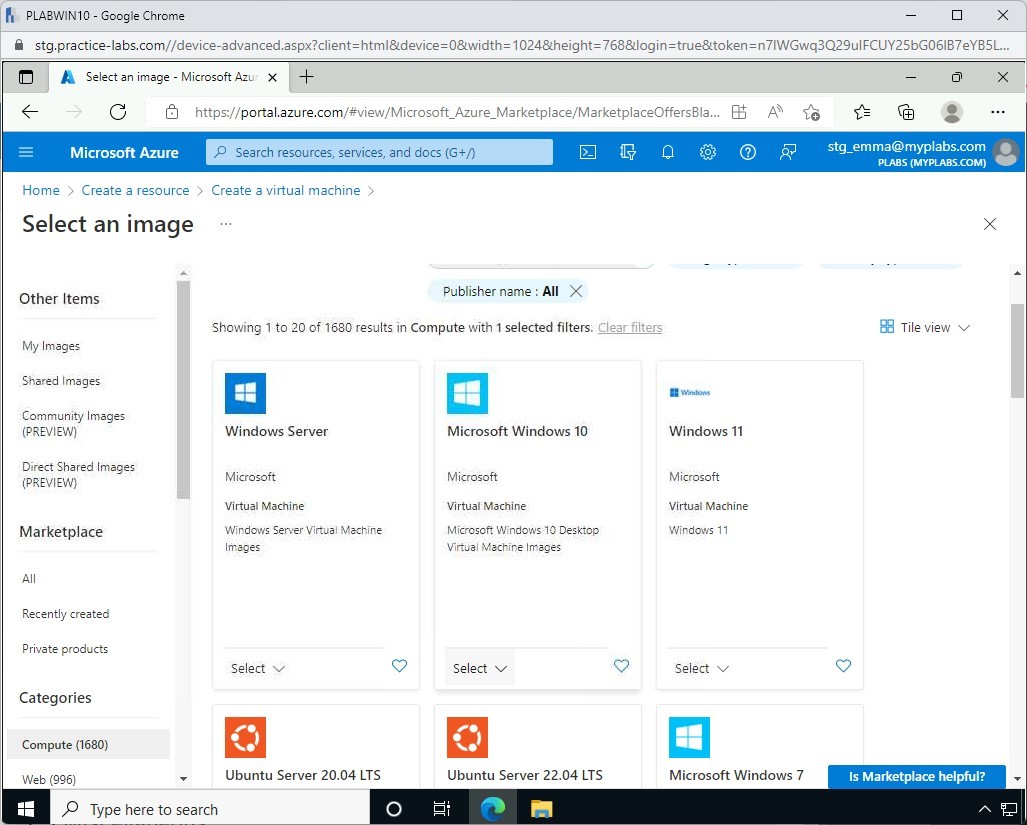 PLABWIN10 - Google Chrome
stg.practice-labs.com//device-advanced.aspx?client=html&device=0&width=1024&height=768&login=true&token=n7lWGwq3Q29uIFCUY25bG06lB7eYB5L...
Select an image - Microsoft Azur
https://portal.azure.com/#view/Microsoft_Azure_Marketplace/MarketplaceOffersBla...
Microsoft Azure
Search resources, services, and docs (G+/)
stg_emma@myplabs.com
PLABS (MYPLABS.COM)
Home > Create a resource > Create a virtual machine >
Select an image ...
Other Items
My Images
Shared Images
Community Images
(PREVIEW)
Direct Shared Images
(PREVIEW)
Marketplace
All
Recently created
Private products
Categories
Compute (1680)
Web (996)
Publisher name : All
Showing 1 to 20 of 1680 results in Compute with 1 selected filters. Clear filters
Tile view
Windows Server
Microsoft
Virtual Machine
Windows Server Virtual Machine
Images
Select
Microsoft Windows 10
Microsoft
Virtual Machine
Microsoft Windows 10 Desktop
Virtual Machine Images
Select
Windows
Windows 11
Microsoft
Virtual Machine
Windows 11
Select
Ubuntu Server 20.04 LTS
Ubuntu Server 22.04 LTS
Microsoft Windows 7
Is Marketplace helpful?
Type here to search